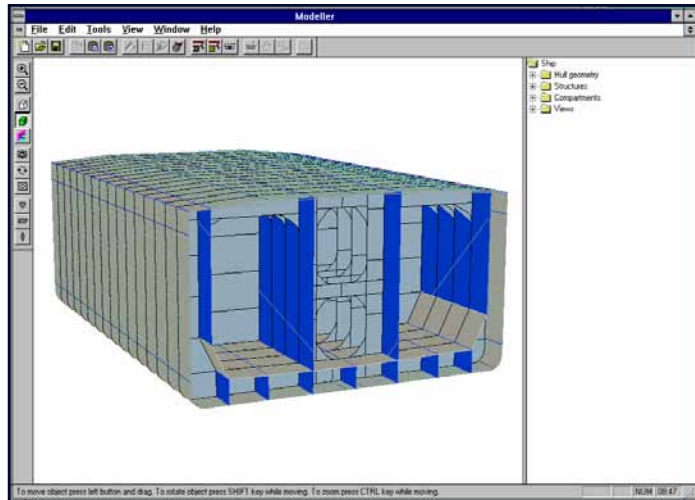 Modeller
File Edit Tools View Window Help
Ship
Hull geometry
Structures
Compartments
Views
To move object press left button and drag. To rotate object press SHIFT key while moving. To zoom press CTRL key while moving.
NUM 08:47